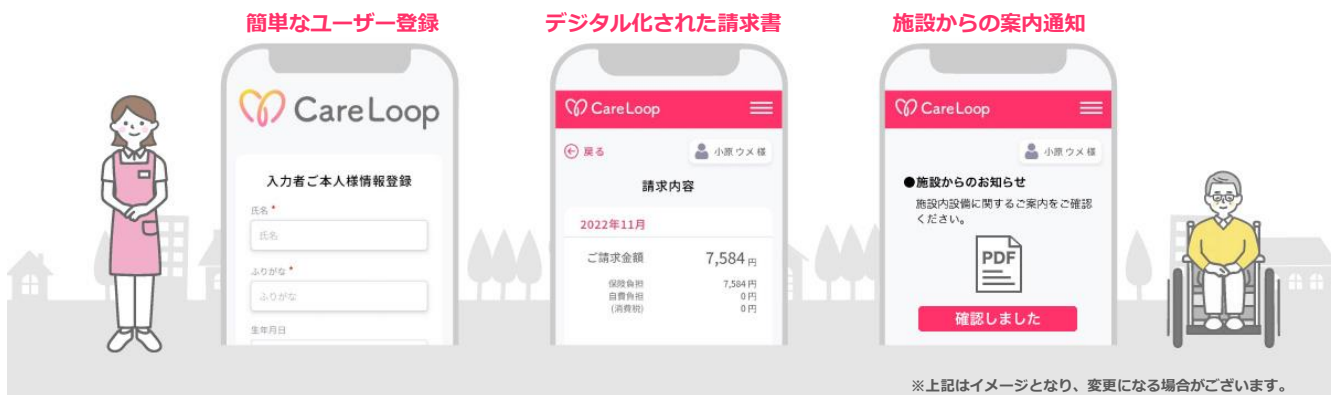 簡単なユーザー登録
CareLoop
入力者ご本人様情報登録
氏名 *
氏名
ふりがな *
ふりがな
生年月日
デジタル化された請求書
CareLoop
戻る
小原 ウメ 様
請求内容
2022年11月
ご請求金額 7,584 円
保険負担 7,584 円
自費負担 0 円
(消費税) 0 円
施設からの案内通知
CareLoop
小原 ウメ 様
●施設からのお知らせ
施設内設備に関するご案内をご確認
ください。
PDF
確認しました
※上記はイメージとなり、変更になる場合がございます。